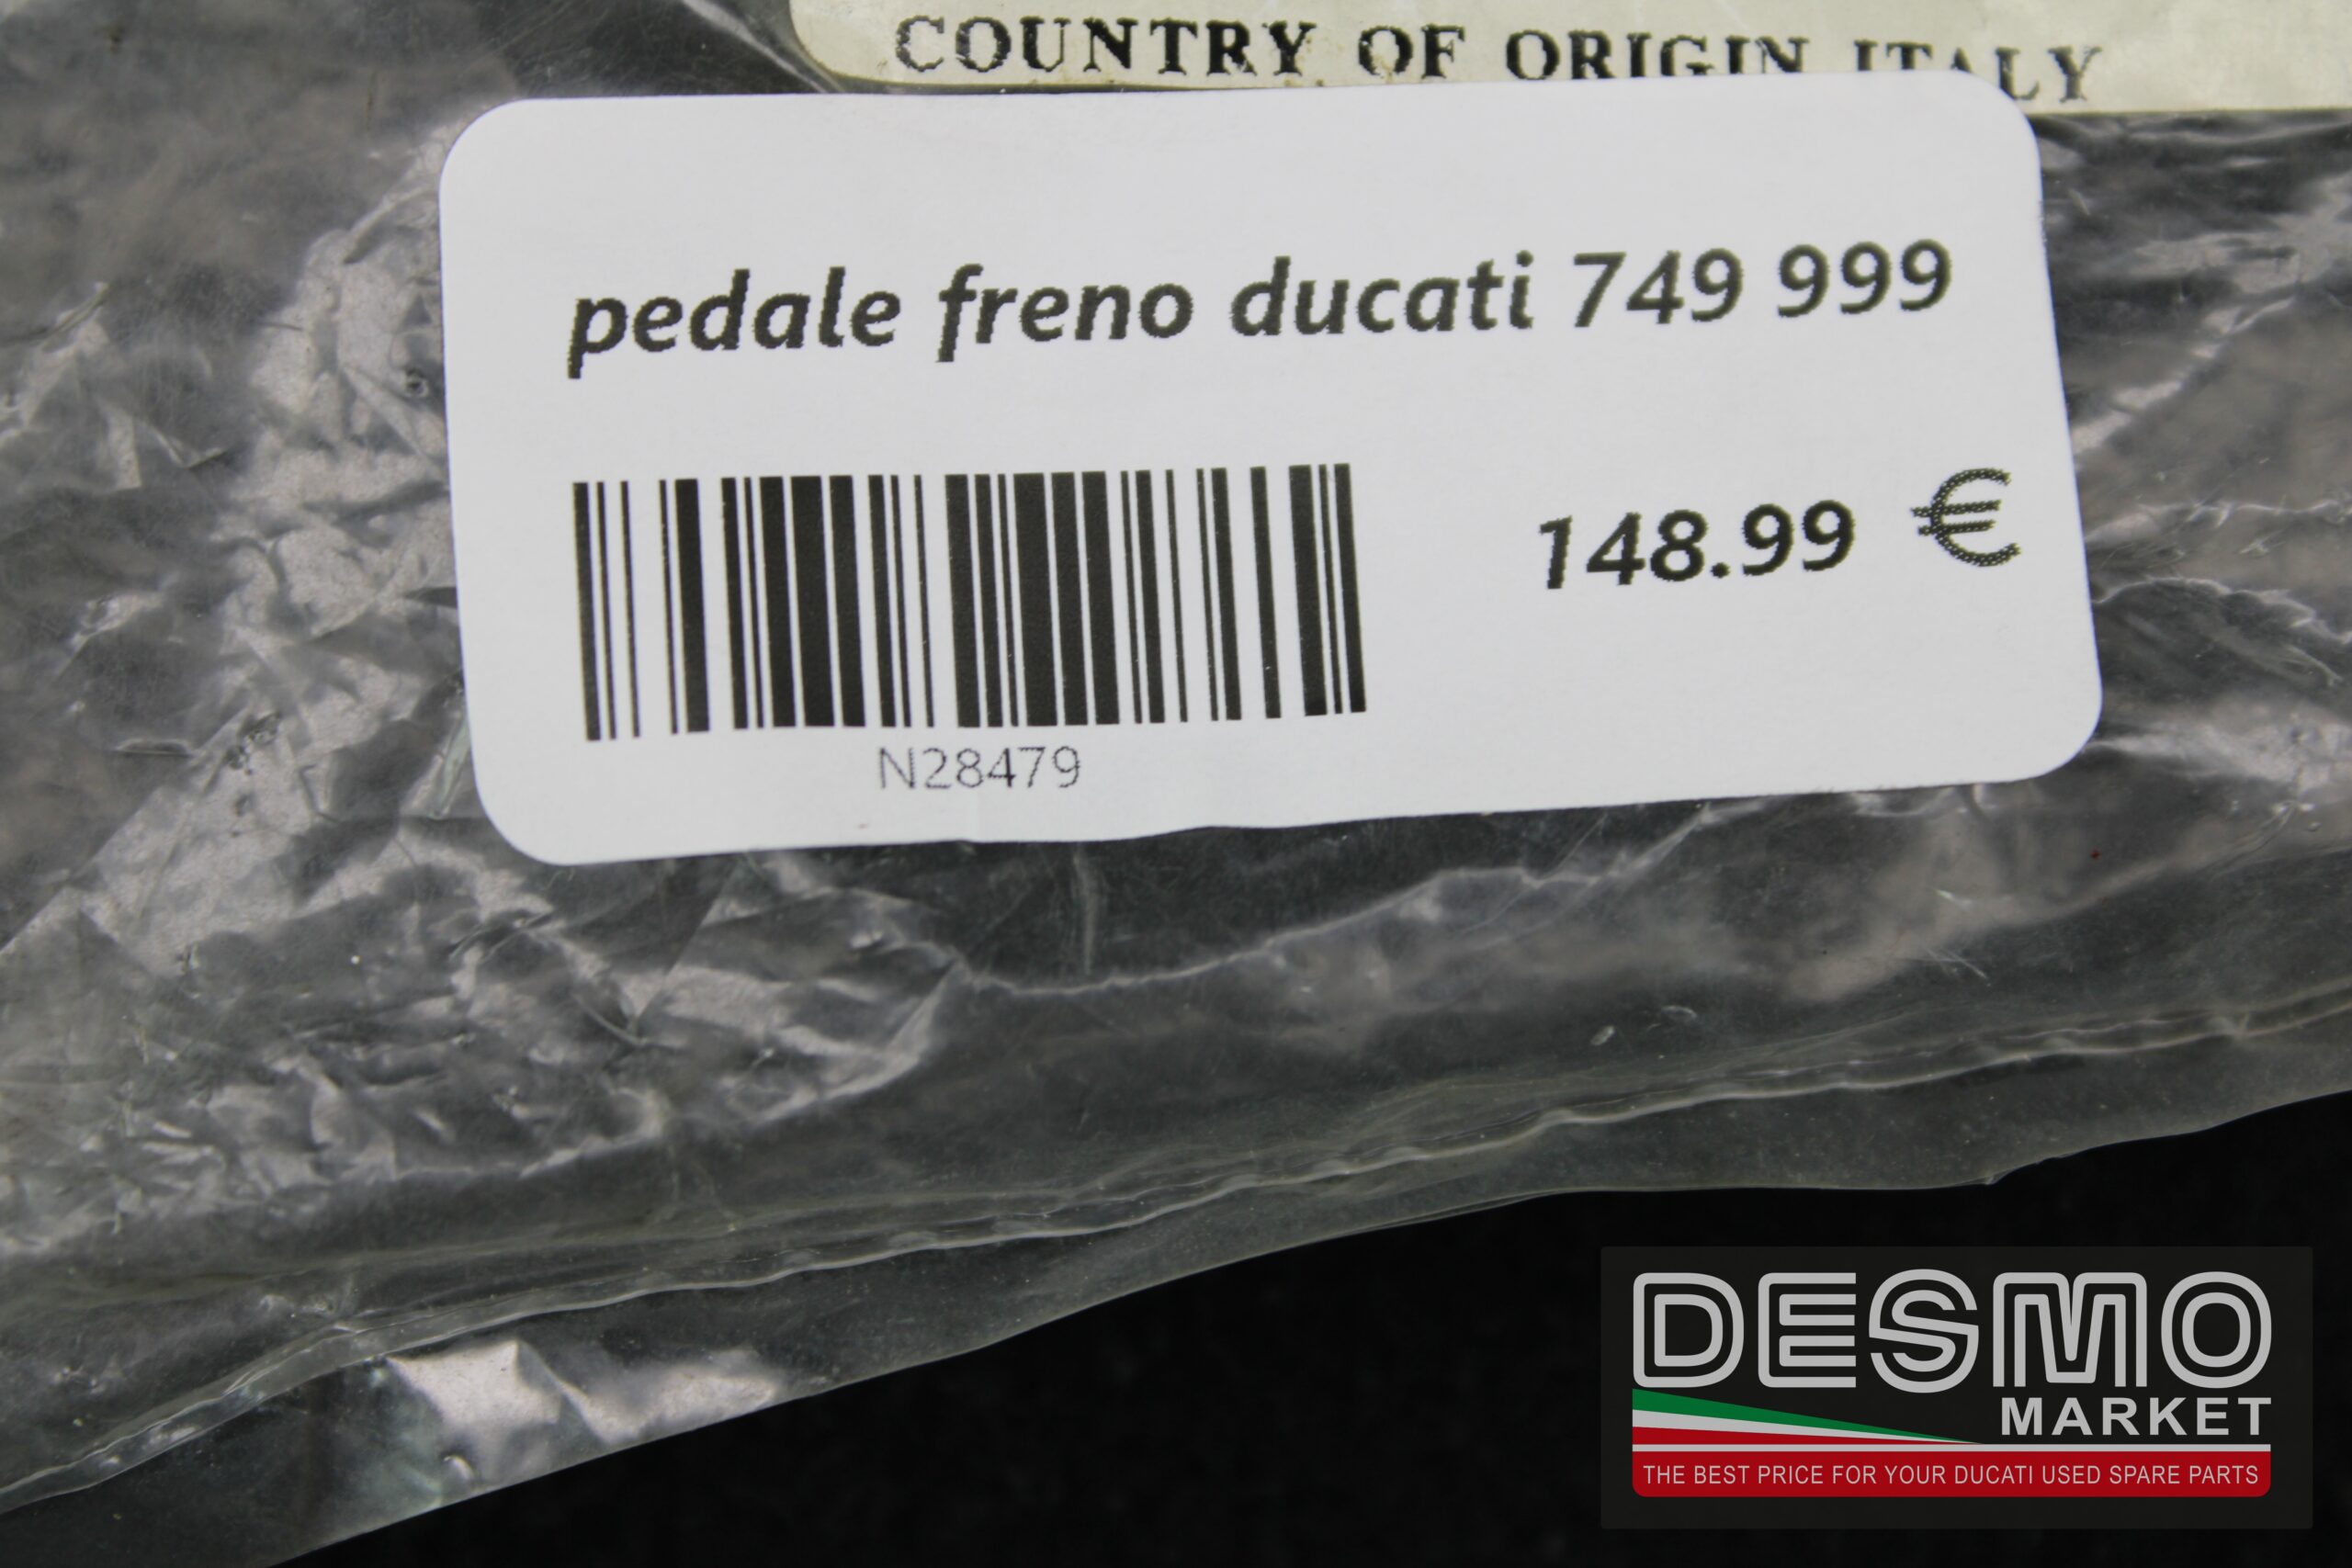 COUNTRY OF ORIGIN ITALY
pedale freno ducati 749 999
148.99 €
N28479
DESMO
MARKET
THE BEST PRICE FOR YOUR DUCATI USED SPARE PARTS